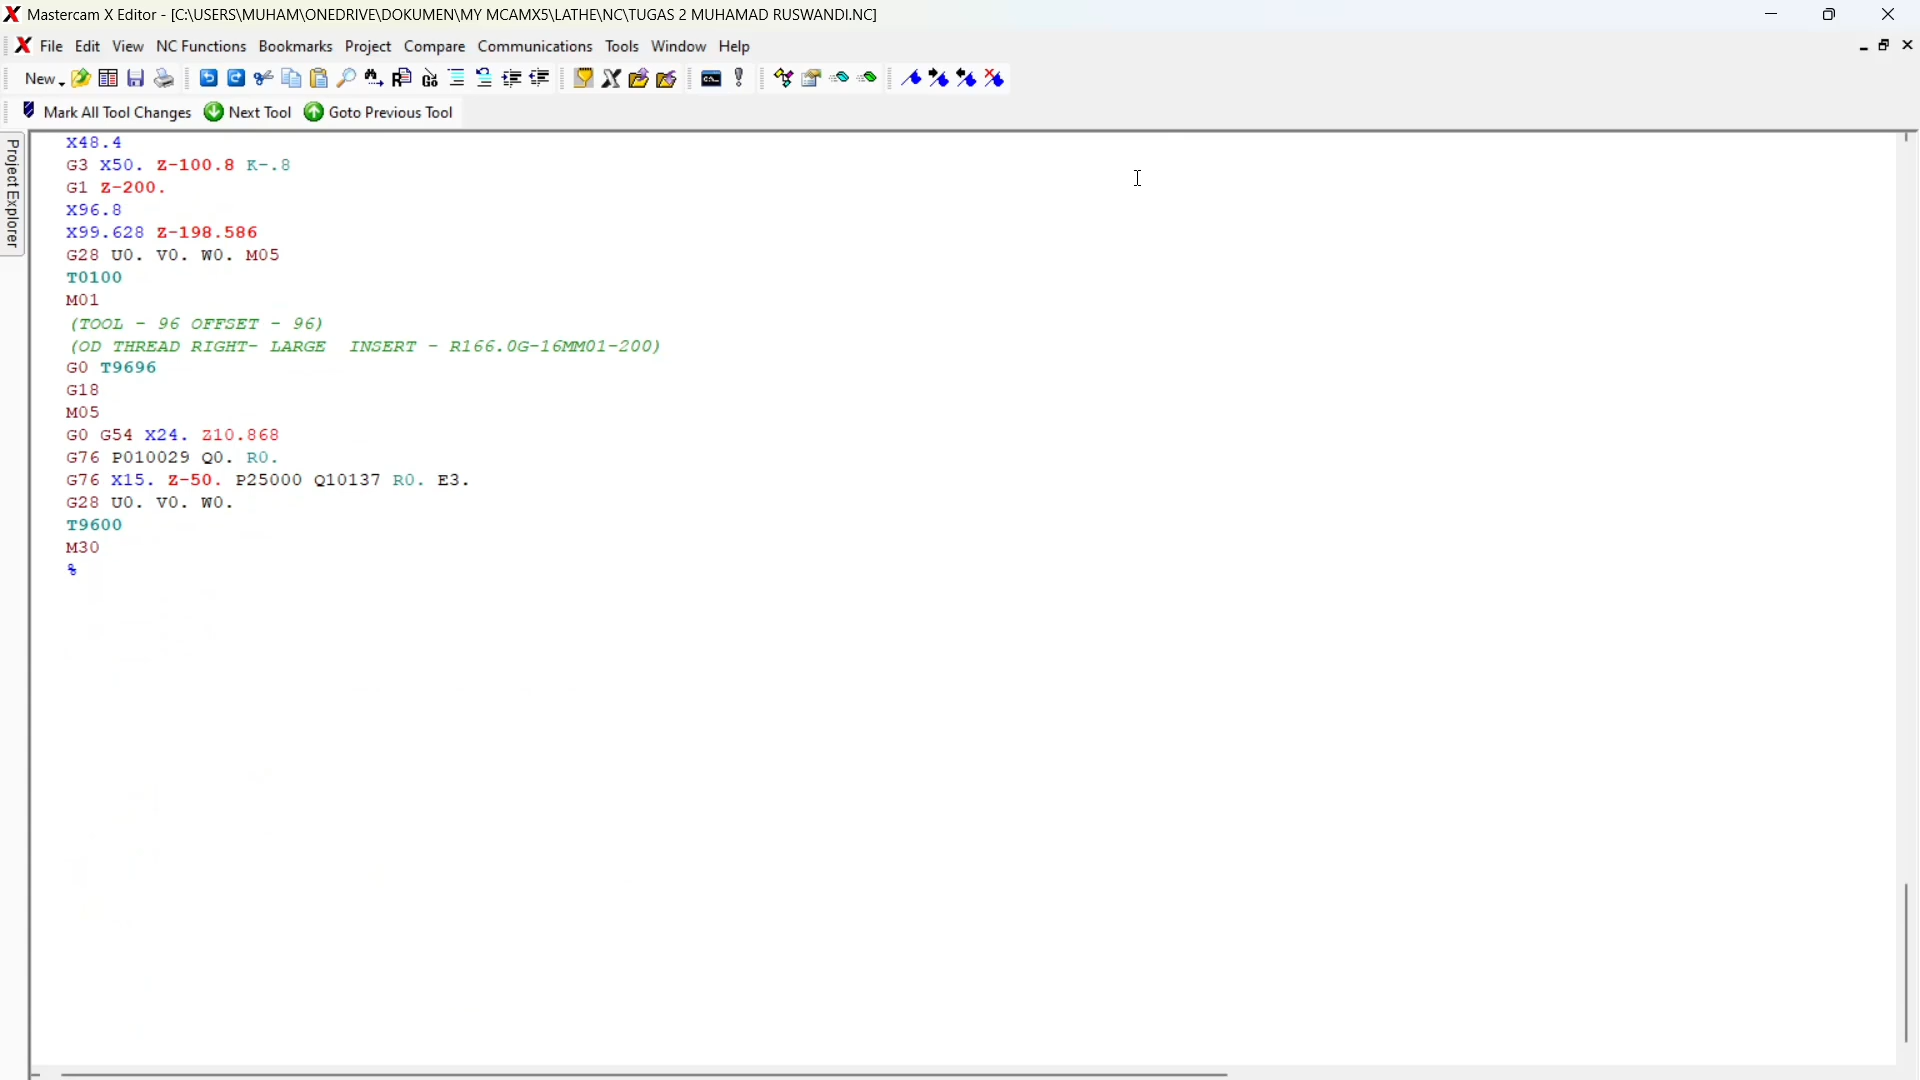 Mastercam X Editor - [C:\USERS\MUHAM\ONEDRIVE\DOKUMEN\MY MCAMX5\LATHE\NC\TUGAS 2 MUHAMAD RUSWANDI.NC]
File Edit View NC Functions Bookmarks Project Compare Communications Tools Window Help
New
Mark All Tool Changes Next Tool Goto Previous Tool
Project Explorer
X48.4
G3 X50. Z-100.8 K-.8
G1 Z-200.
X96.8
X99.628 Z-198.586
G28 U0. V0. W0. M05
T0100
M01
(TOOL - 96 OFFSET - 96)
(OD THREAD RIGHT- LARGE  INSERT - R166.0G-16MM01-200)
G0 T9696
G18
M05
G0 G54 X24. Z10.868
G76 P010029 Q0. R0.
G76 X15. Z-50. P25000 Q10137 R0. E3.
G28 U0. V0. W0.
T9600
M30
%